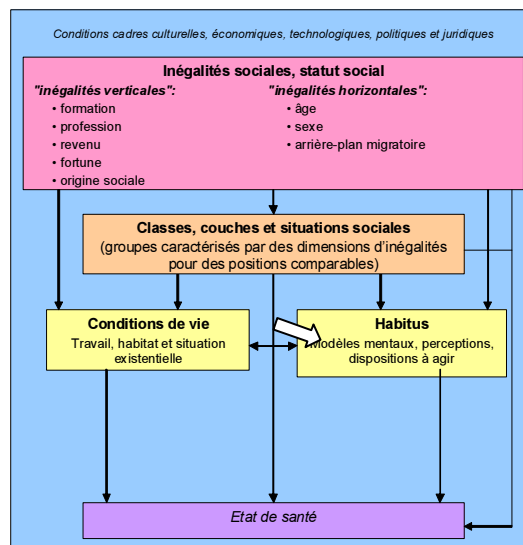 Conditions cadres culturelles, économiques, technologiques, politiques et juridiques
Inégalités sociales, statut social
"inégalités verticales":
• formation
• profession
• revenu
• fortune
• origine sociale
"inégalités horizontales":
• âge
• sexe
• arrière-plan migratoire
Classes, couches et situations sociales
(groupes caractérisés par des dimensions d'inégalités
pour des positions comparables)
Conditions de vie
Travail, habitat et situation
existentielle
Habitus
Modèles mentaux, perceptions,
dispositions à agir
Etat de santé